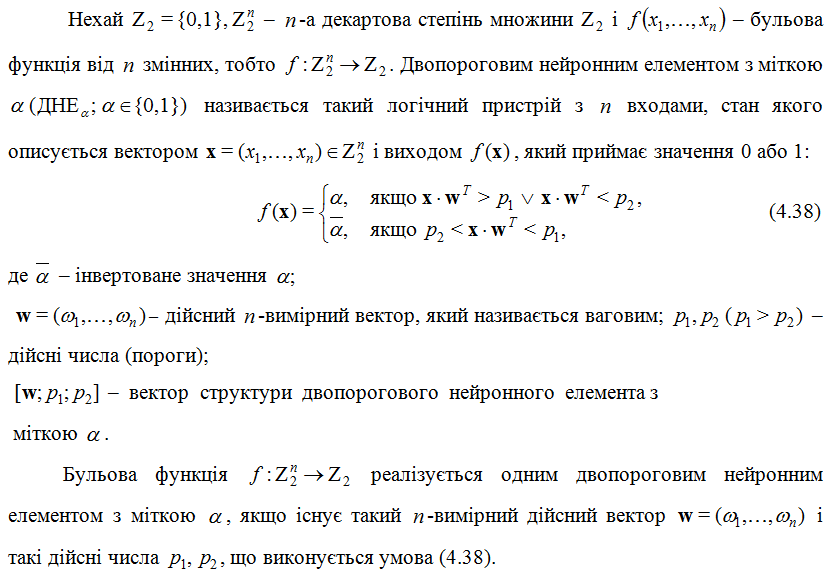 Нехай Z₂ = {0,1}, Z₂ⁿ – n-а декартова степінь множини Z₂ і f(x₁,…,xₙ) – бульова
функція від n змінних, тобто f : Z₂ⁿ → Z₂. Двопороговим нейронним елементом з міткою
α (ДНЕ_α; α ∈ {0,1}) називається такий логічний пристрій з n входами, стан якого
описується вектором x = (x₁,…,xₙ) ∈ Z₂ⁿ і виходом f(x), який приймає значення 0 або 1:
f(x) = { α, якщо x · wᵀ > p₁ ∨ x · wᵀ < p₂,
α̅, якщо p₂ < x · wᵀ < p₁, (4.38)
де α̅ – інвертоване значення α;
w = (ω₁,…,ωₙ) – дійсний n-вимірний вектор, який називається ваговим; p₁, p₂ (p₁ > p₂) –
дійсні числа (пороги);
[w; p₁; p₂] – вектор структури двопорогового нейронного елемента з
міткою α.
Бульова функція f : Z₂ⁿ → Z₂ реалізується одним двопороговим нейронним
елементом з міткою α, якщо існує такий n-вимірний дійсний вектор w = (ω₁,…,ωₙ) і
такі дійсні числа p₁, p₂, що виконується умова (4.38).